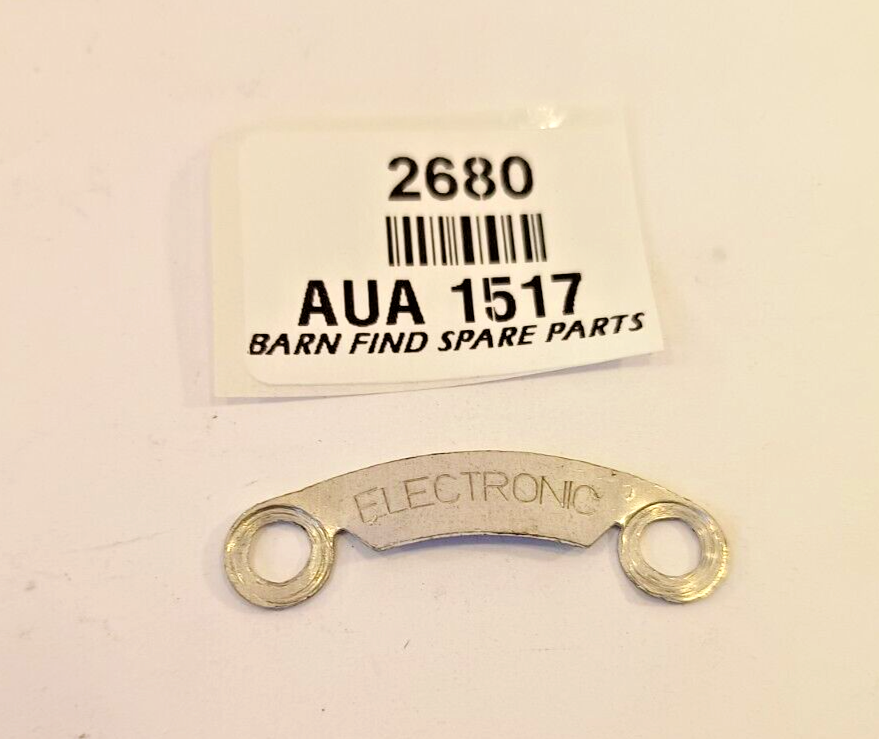 2680
AUA 1517
BARN FIND SPARE PARTS
ELECTRONIC